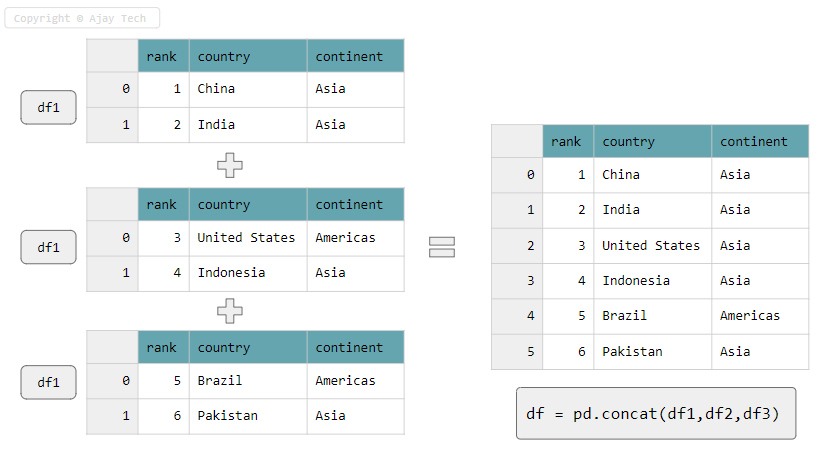 Copyright © Ajay Tech
rank country continent
df1
0 1 China Asia
1 2 India Asia
rank country continent
df1
0 3 United States Americas
1 4 Indonesia Asia
rank country continent
df1
0 5 Brazil Americas
1 6 Pakistan Asia
rank country continent
0 1 China Asia
1 2 India Asia
2 3 United States Asia
3 4 Indonesia Asia
4 5 Brazil Americas
5 6 Pakistan Asia
df = pd.concat(df1,df2,df3)